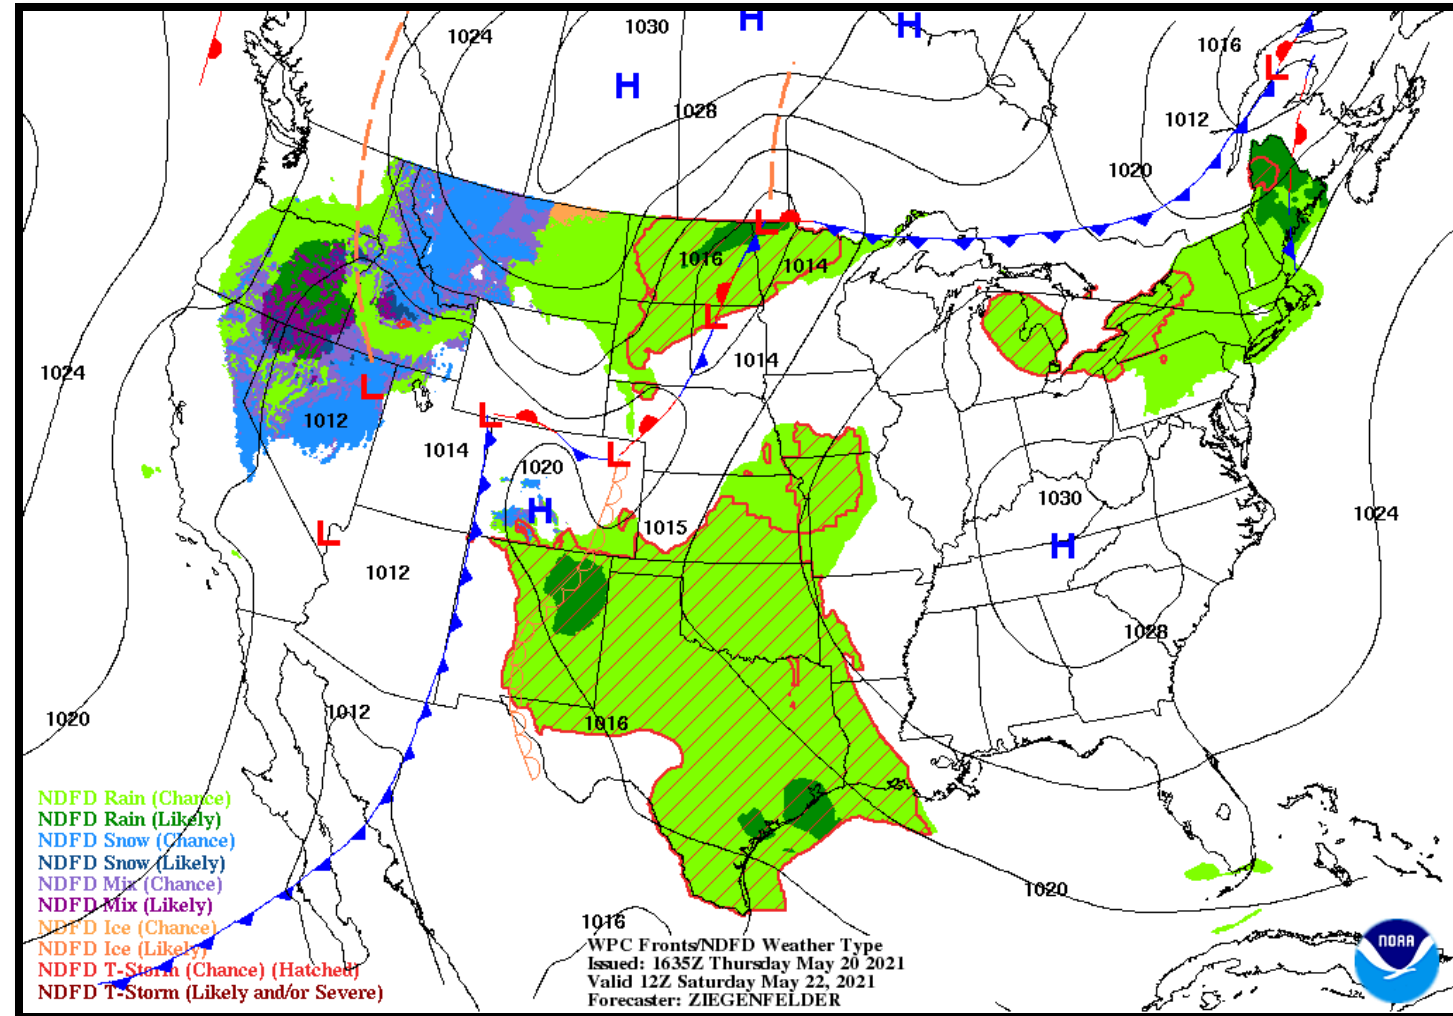 1024
1030
H
H
1016
L
H
1028
1012
1020
L
1016
1014
L
1024
1014
L
L
1012
1014
L
1020
H
1030
L
1015
H
1024
1012
1028
1020
1012
1016
NDFD Rain (Chance)
NDFD Rain (Likely)
NDFD Snow (Chance)
NDFD Snow (Likely)
NDFD Mix (Chance)
NDFD Mix (Likely)
NDFD Ice (Chance)
NDFD Ice (Likely)
NDFD T-Storm (Chance) (Hatched)
NDFD T-Storm (Likely and/or Severe)
1020
1016
WPC Fronts/NDFD Weather Type
Issued: 1635Z Thursday May 20 2021
Valid 12Z Saturday May 22, 2021
Forecaster: ZIEGENFELDER
NOAA